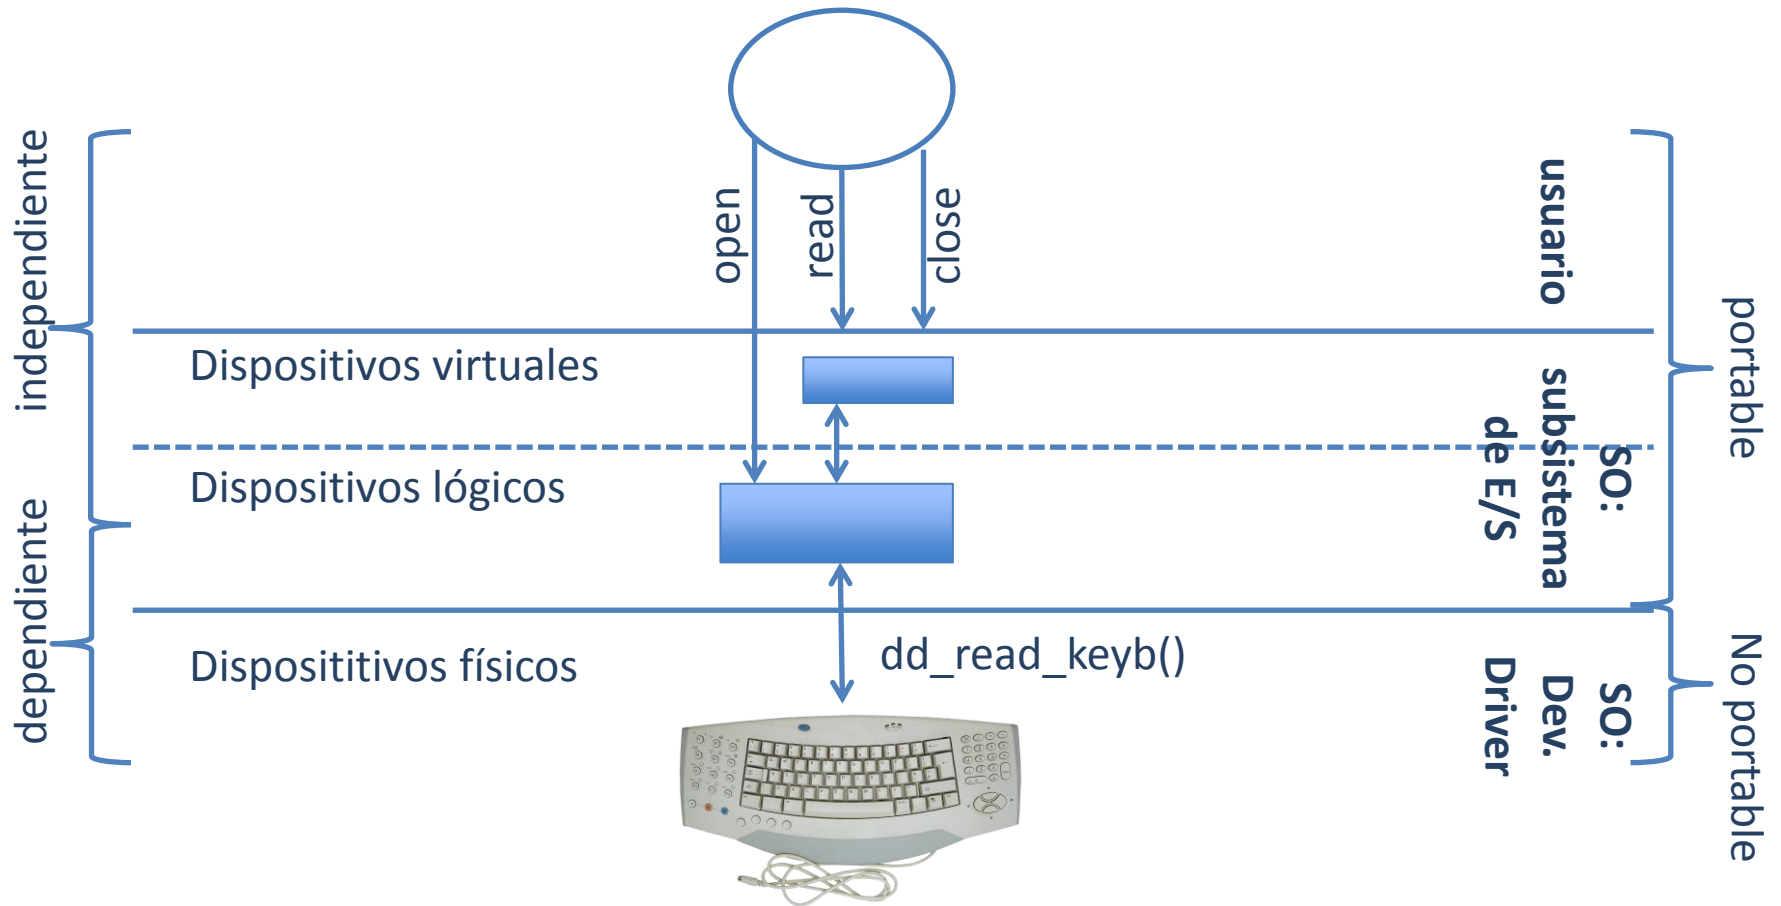 independiente
dependiente
open
read
close
Dispositivos virtuales
Dispositivos lógicos
Disposititivos físicos
dd_read_keyb()
usuario
SO:
subsistema
de E/S
SO:
Dev.
Driver
portable
No portable